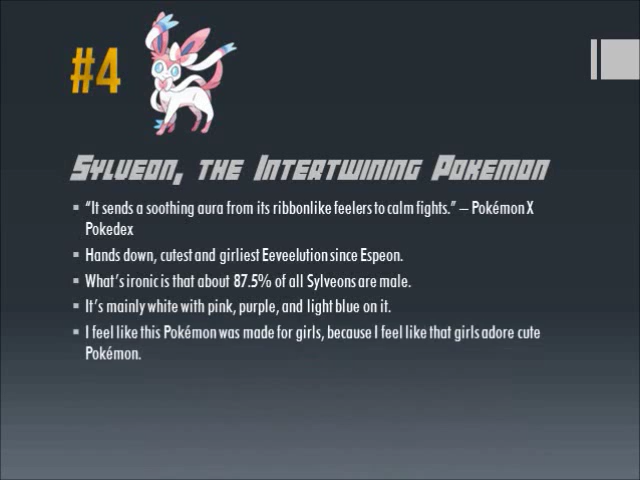 #4
Sylveon, the Intertwining Pokemon
▪ “It sends a soothing aura from its ribbonlike feelers to calm fights.” – Pokémon X
Pokedex
▪ Hands down, cutest and girliest Eeveelution since Espeon.
▪ What’s ironic is that about 87.5% of all Sylveons are male.
▪ It’s mainly white with pink, purple, and light blue on it.
▪ I feel like this Pokémon was made for girls, because I feel like that girls adore cute
Pokémon.